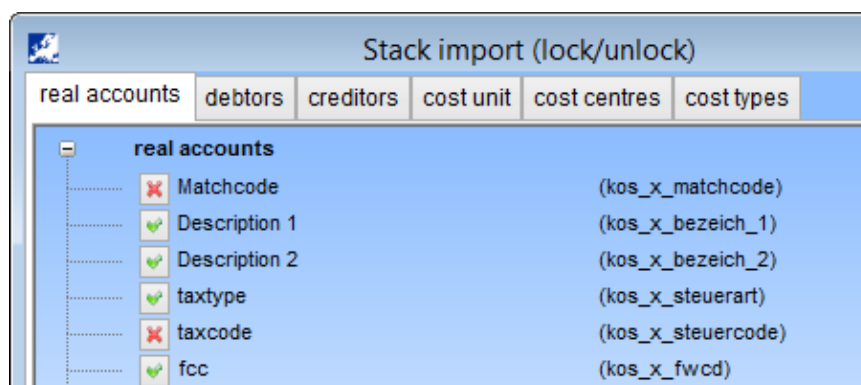 Stack import (lock/unlock)
real accounts debtors creditors cost unit cost centres cost types
real accounts
Matchcode (kos_x_matchcode)
Description 1 (kos_x_bezeich_1)
Description 2 (kos_x_bezeich_2)
taxtype (kos_x_steuerart)
taxcode (kos_x_steuercode)
fcc (kos_x_fwcd)